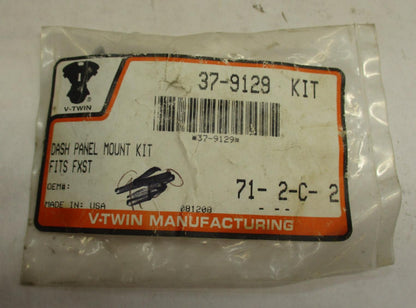 37-9129 KIT
V-TWIN
®
*37-9129*
DASH PANEL MOUNT KIT
FITS FXST
OEM#:
71- 2-C- 2
MADE IN: USA 081208
V-TWIN MANUFACTURING